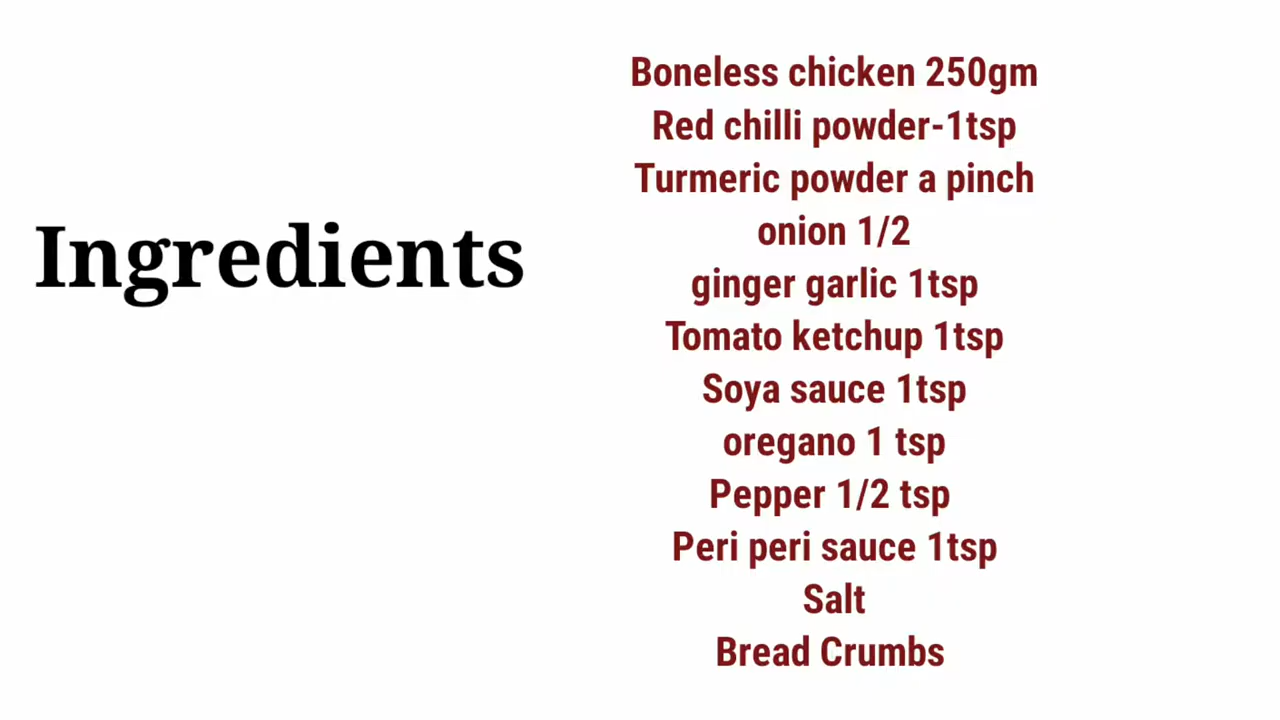 Ingredients
Boneless chicken 250gm
Red chilli powder-1tsp
Turmeric powder a pinch
onion 1/2
ginger garlic 1tsp
Tomato ketchup 1tsp
Soya sauce 1tsp
oregano 1 tsp
Pepper 1/2 tsp
Peri peri sauce 1tsp
Salt
Bread Crumbs